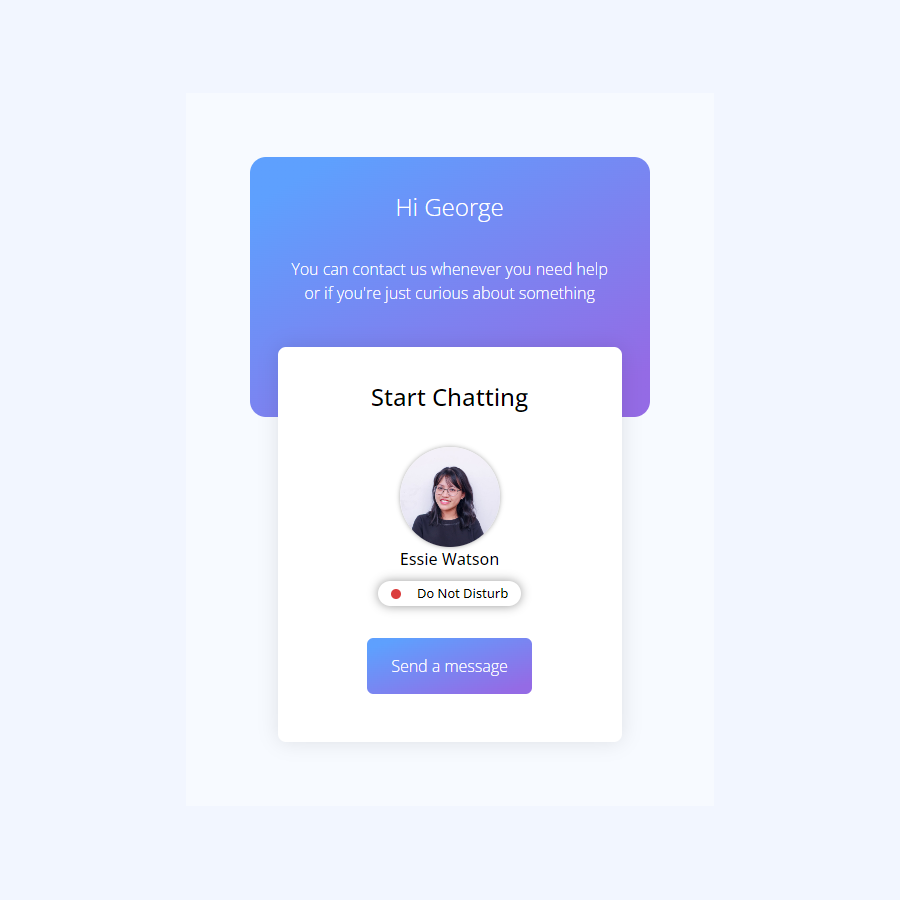 Hi George
You can contact us whenever you need help
or if you're just curious about something
Start Chatting
Essie Watson
Do Not Disturb
Send a message